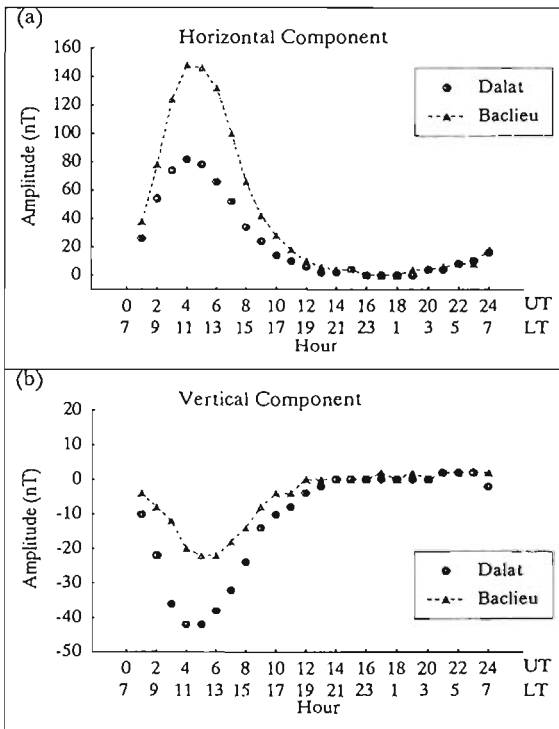 (a)
Horizontal Component
Amplitude (nT)
160
140
120
100
80
60
40
20
0
Dalat
Baclieu
0 2 4 6 8 10 12 14 16 18 20 22 24 UT
7 9 11 13 15 17 19 21 23 1 3 5 7 LT
Hour
(b)
Vertical Component
Amplitude (nT)
20
10
0
-10
-20
-30
-40
-50
Dalat
Baclieu
0 2 4 6 8 10 12 14 16 18 20 22 24 UT
7 9 11 13 15 17 19 21 23 1 3 5 7 LT
Hour